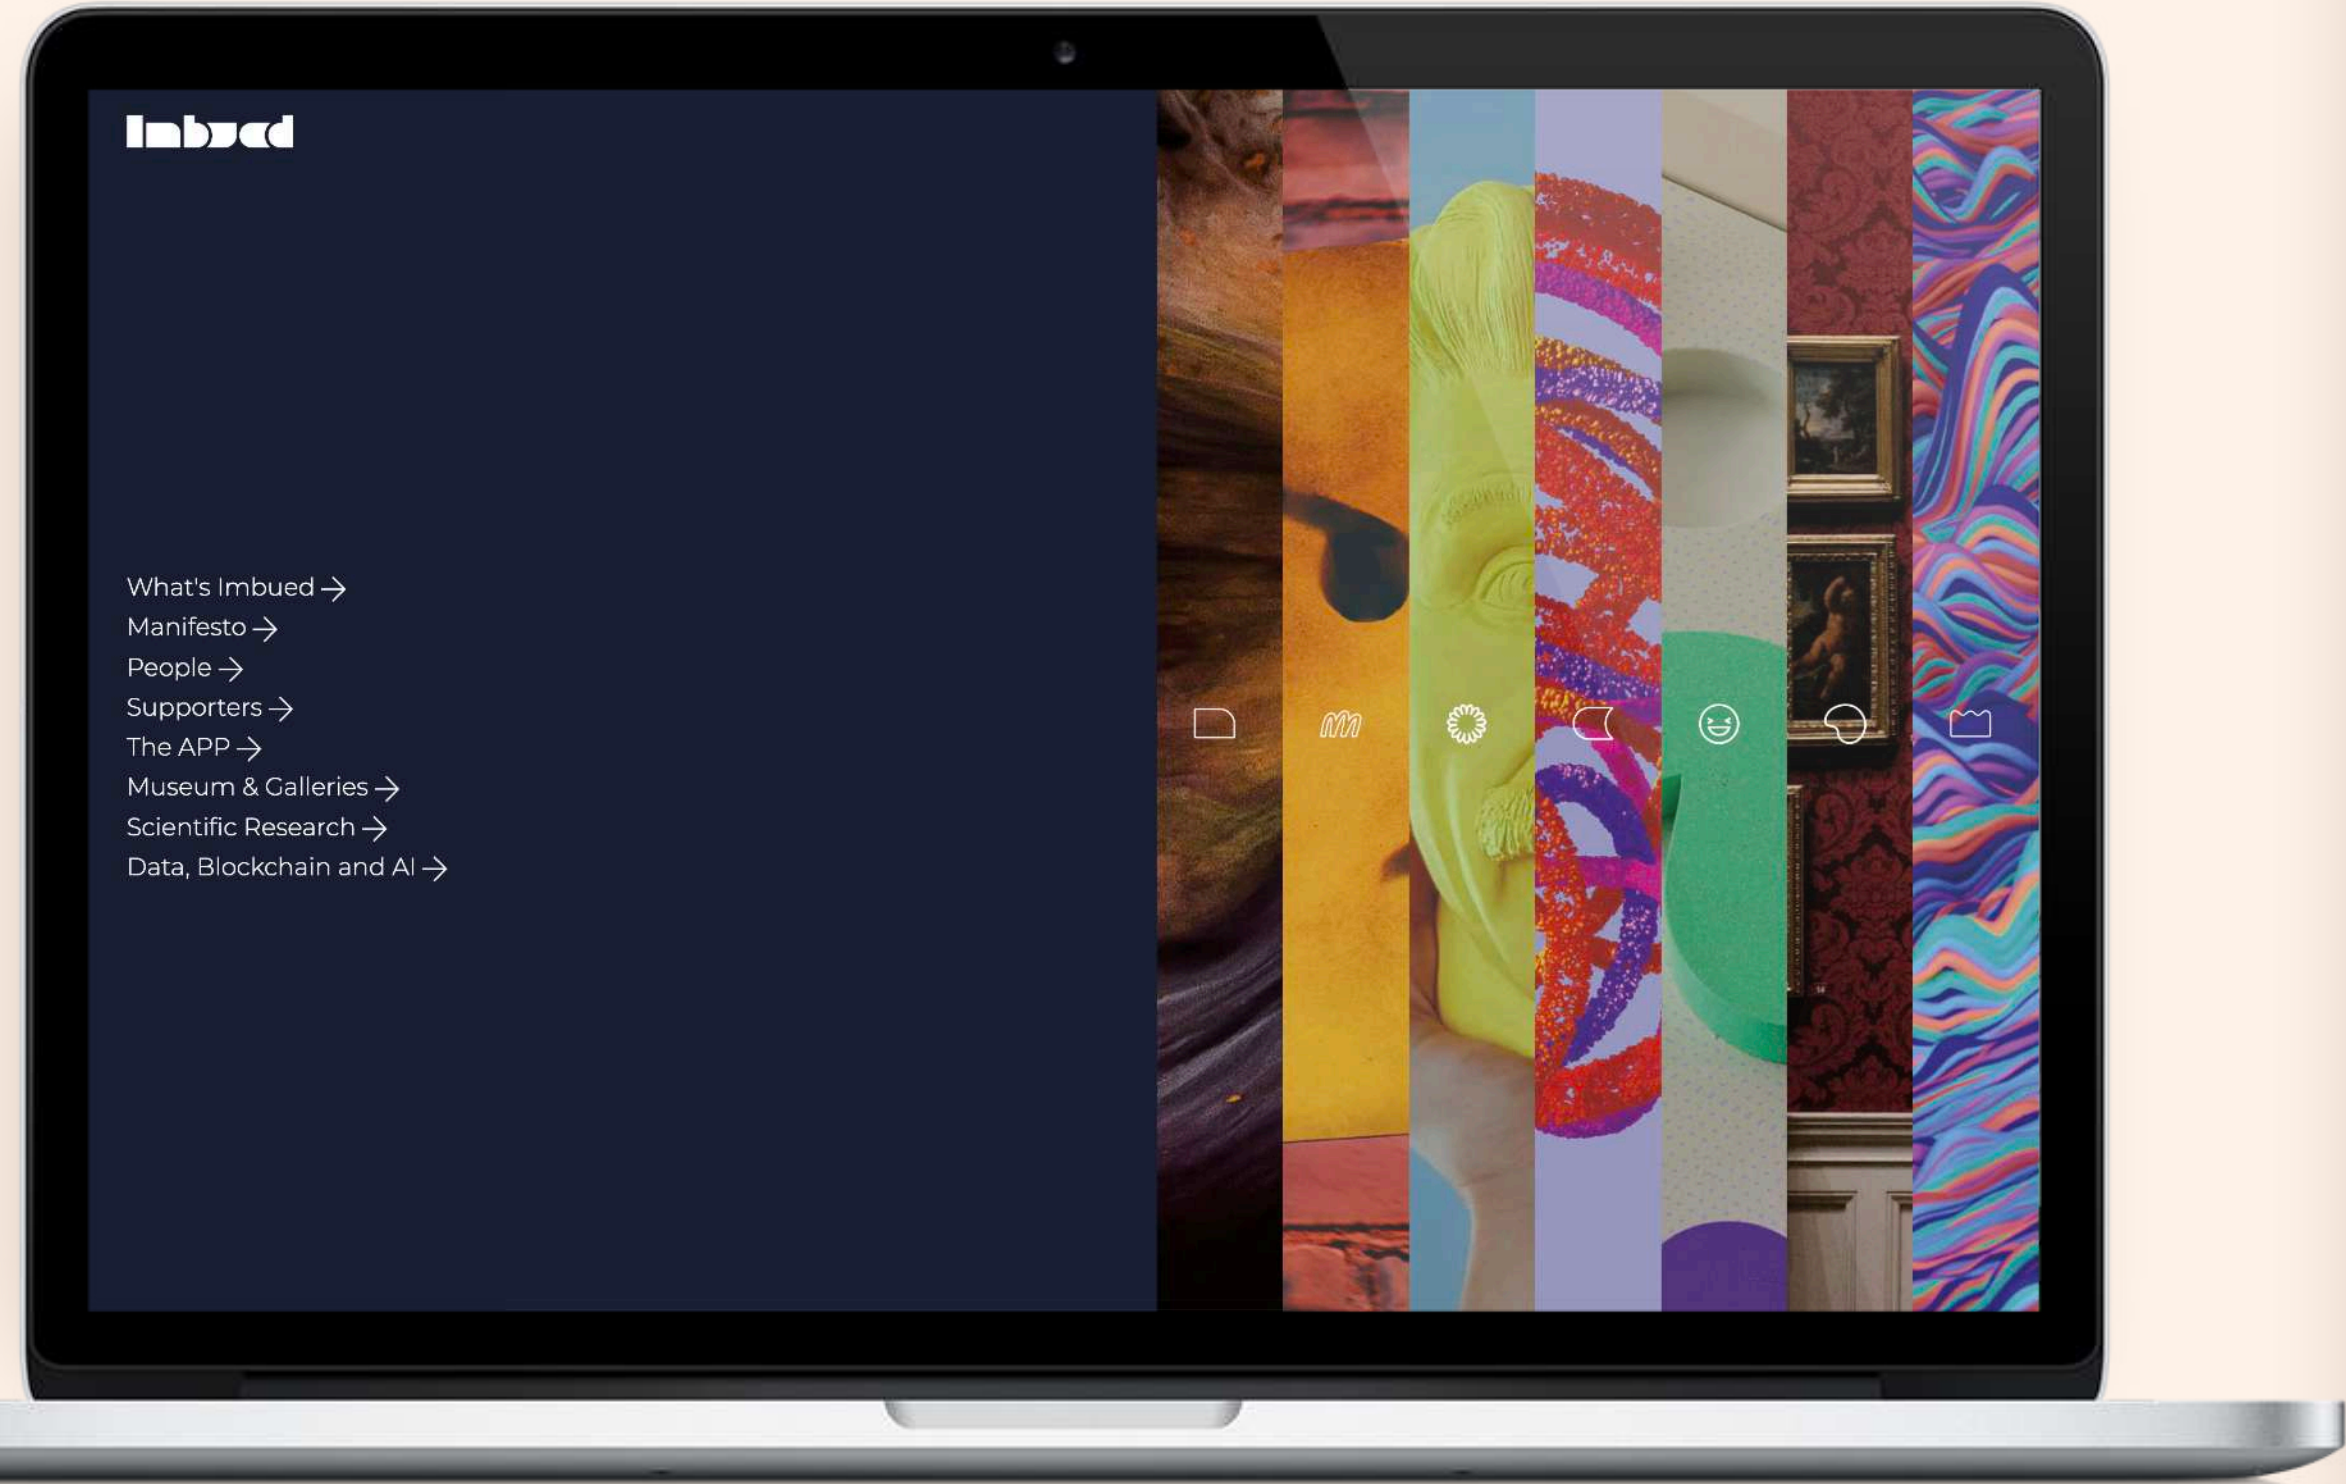 Imbued
What's Imbued →
Manifesto →
People →
Supporters →
The APP →
Museum & Galleries →
Scientific Research →
Data, Blockchain and AI →